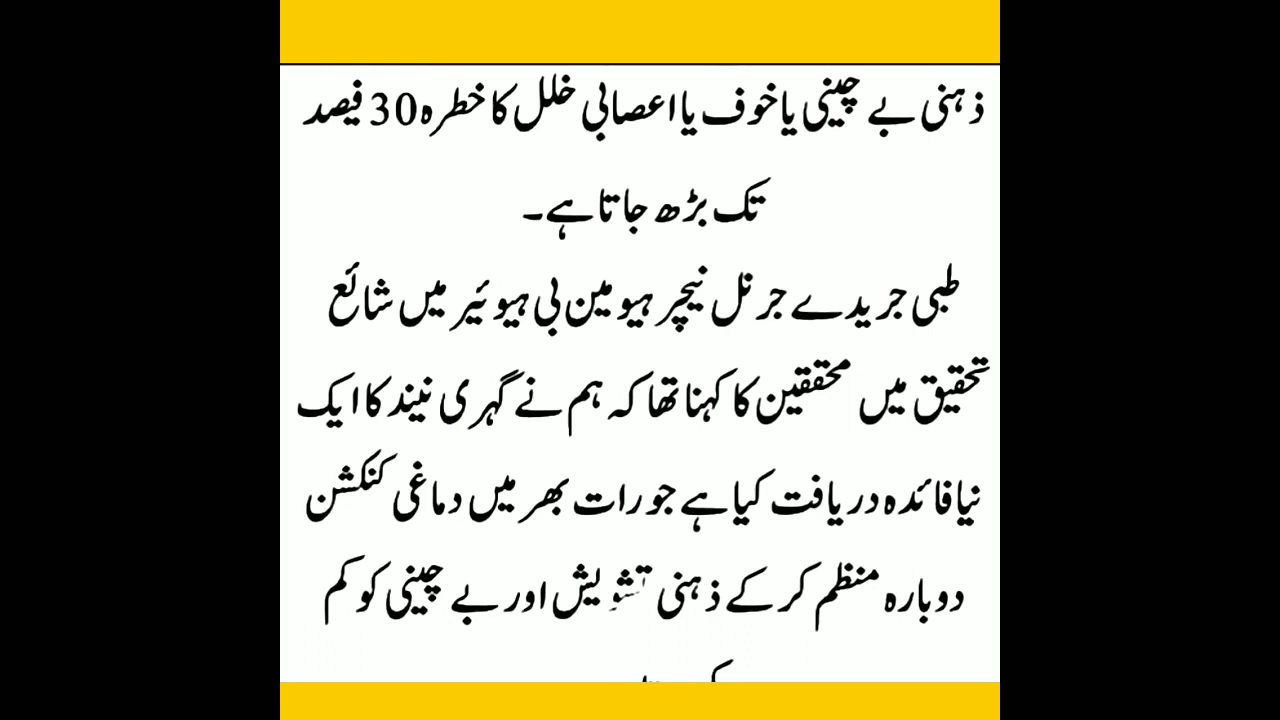 ذہنی بے چینی یا خوف یا اعصابی خلل کا خطرہ 30 فیصد
تک بڑھ جاتا ہے۔
طبی جریدے جرنل نیچر ہیومین بی ہیوئیر میں شائع
تحقیق میں محققین کا کہنا تھا کہ ہم نے گہری نیند کا ایک
نیا فائدہ دریافت کیا ہے جو رات بھر میں دماغی کنکشن
دوبارہ منظم کر کے ذہنی تشویش اور بے چینی کو کم